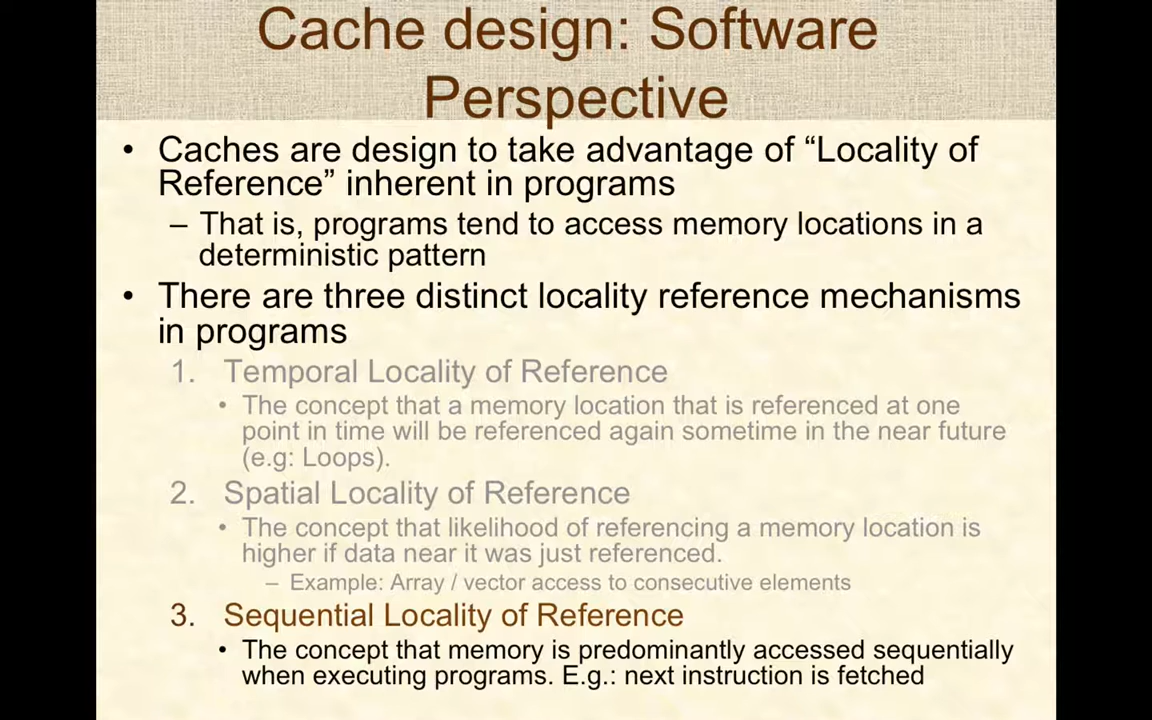 Cache design: Software
Perspective
• Caches are design to take advantage of “Locality of
Reference” inherent in programs
– That is, programs tend to access memory locations in a
deterministic pattern
• There are three distinct locality reference mechanisms
in programs
1. Temporal Locality of Reference
• The concept that a memory location that is referenced at one
point in time will be referenced again sometime in the near future
(e.g: Loops).
2. Spatial Locality of Reference
• The concept that likelihood of referencing a memory location is
higher if data near it was just referenced.
– Example: Array / vector access to consecutive elements
3. Sequential Locality of Reference
• The concept that memory is predominantly accessed sequentially
when executing programs. E.g.: next instruction is fetched